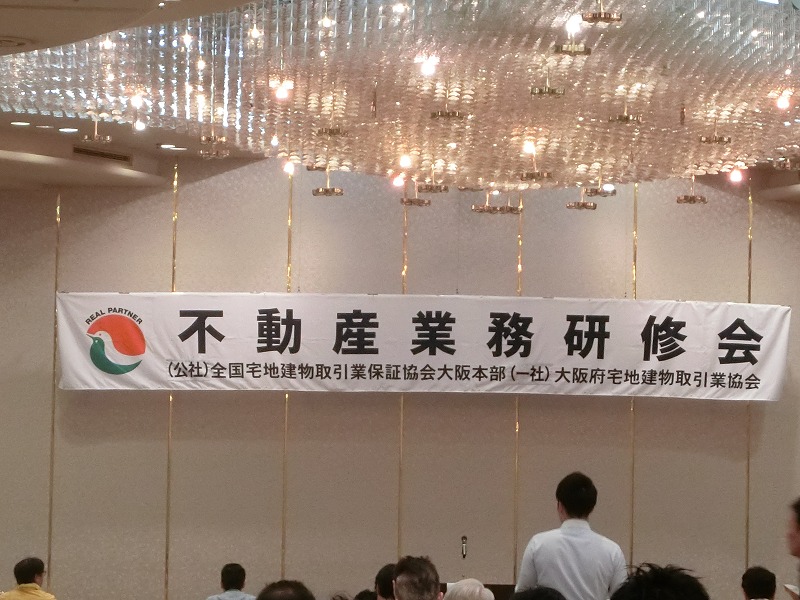 REAL PARTNER
不動産業務研修会
(公社)全国宅地建物取引業保証協会大阪本部(一社)大阪府宅地建物取引業協会